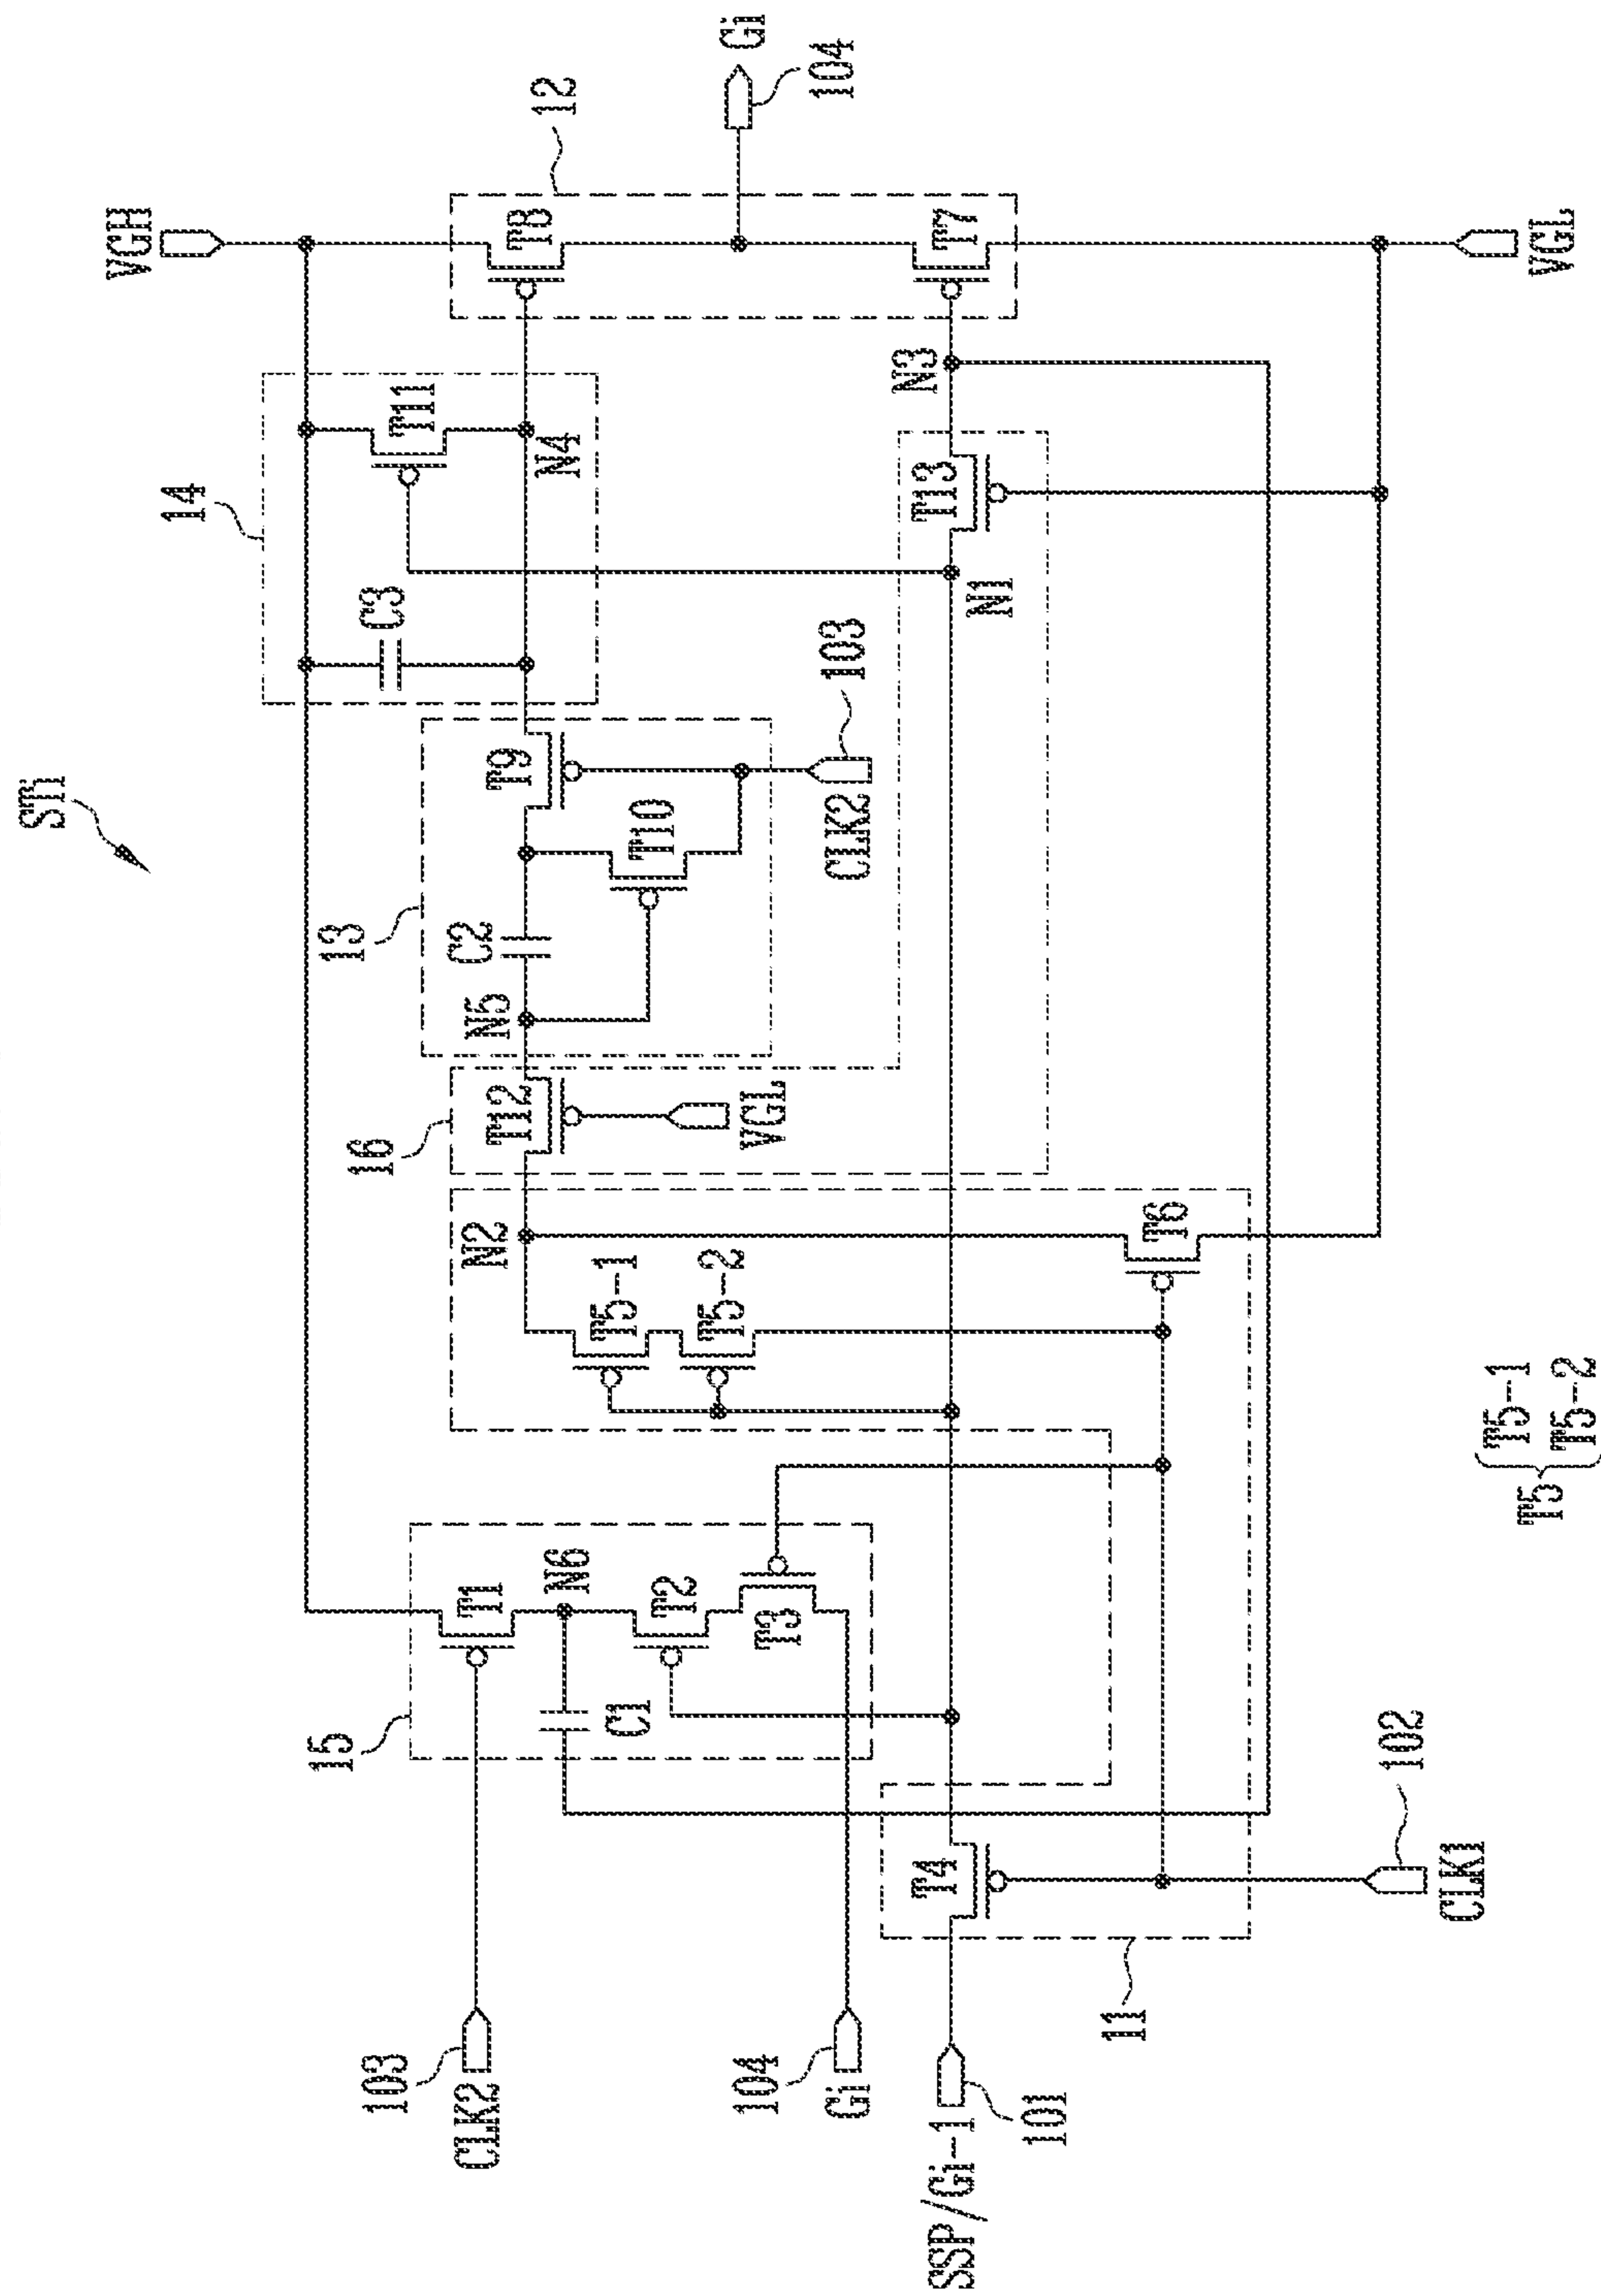 STi
VGH
14
12
C3
T11
T8
N4
Gi
104
13
C2
N5
T9
T10
103
CLK2
16
T12
VGL
N2
T5-1
T5-2
T6
15
T1
N6
C1
T2
T3
103
CLK2
104
Gi
SSP/Gi-1
101
T4
11
102
CLK1
N1
T13
N3
T7
VGL
T5
T5-1
T5-2